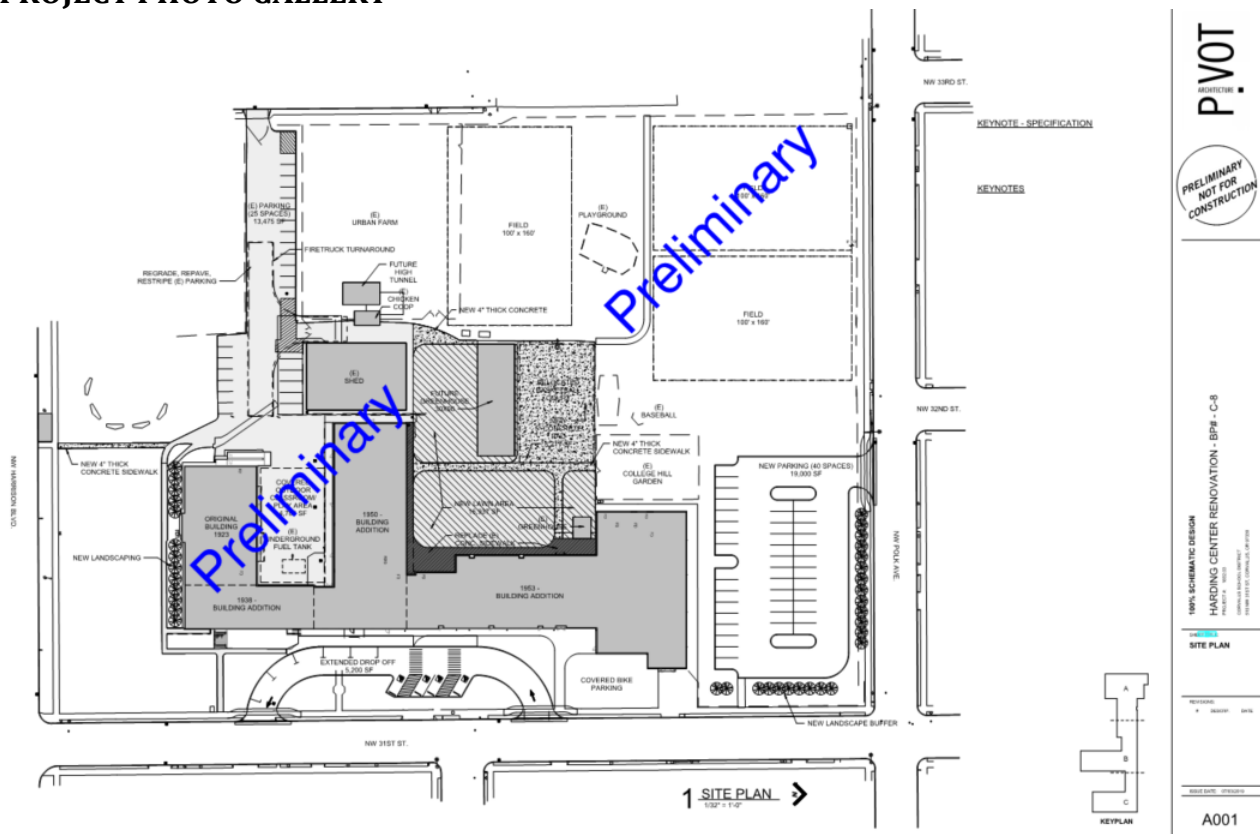 PROJECT PHOTO GALLERY
NW 33RD ST.
KEYNOTE - SPECIFICATION
KEYNOTES
P!VOT
ARCHITECTURE
PRELIMINARY
NOT FOR
CONSTRUCTION
(E) PARKING
(25 SPACES)
13,475 SF
(E)
URBAN FARM
FIRETRUCK TURNAROUND
REGRADE, REPAVE,
RESTRIPE (E) PARKING
FUTURE
HIGH
TUNNEL
(E)
CHICKEN
COOP
NEW 4" THICK CONCRETE
FIELD
100' x 160'
(E)
PLAYGROUND
Preliminary
FIELD
100' x 160'
(E)
SHED
FUTURE
GREENHOUSE
(E)
BASEBALL
NW 32ND ST.
NEW 4" THICK
CONCRETE SIDEWALK
NEW 4" THICK
CONCRETE SIDEWALK
(E)
COLLEGE HILL
GARDEN
NEW PARKING (40 SPACES)
19,000 SF
NW HARRISON BLVD.
ORIGINAL
BUILDING
1923
1950 -
BUILDING
ADDITION
NEW LAWN AREA
(E)
GREENHOUSE
REPLACE (E)
(E)
UNDERGROUND
FUEL TANK
Preliminary
NEW LANDSCAPING
1938 -
BUILDING ADDITION
1953 -
BUILDING ADDITION
NW POLK AVE.
EXTENDED DROP OFF
5,200 SF
COVERED BIKE
PARKING
NEW LANDSCAPE BUFFER
NW 31ST ST.
1 SITE PLAN
1/32" = 1'-0"
A
B
C
KEYPLAN
100% SCHEMATIC DESIGN
HARDING CENTER RENOVATION - BP# - C-8
SITE PLAN
A001